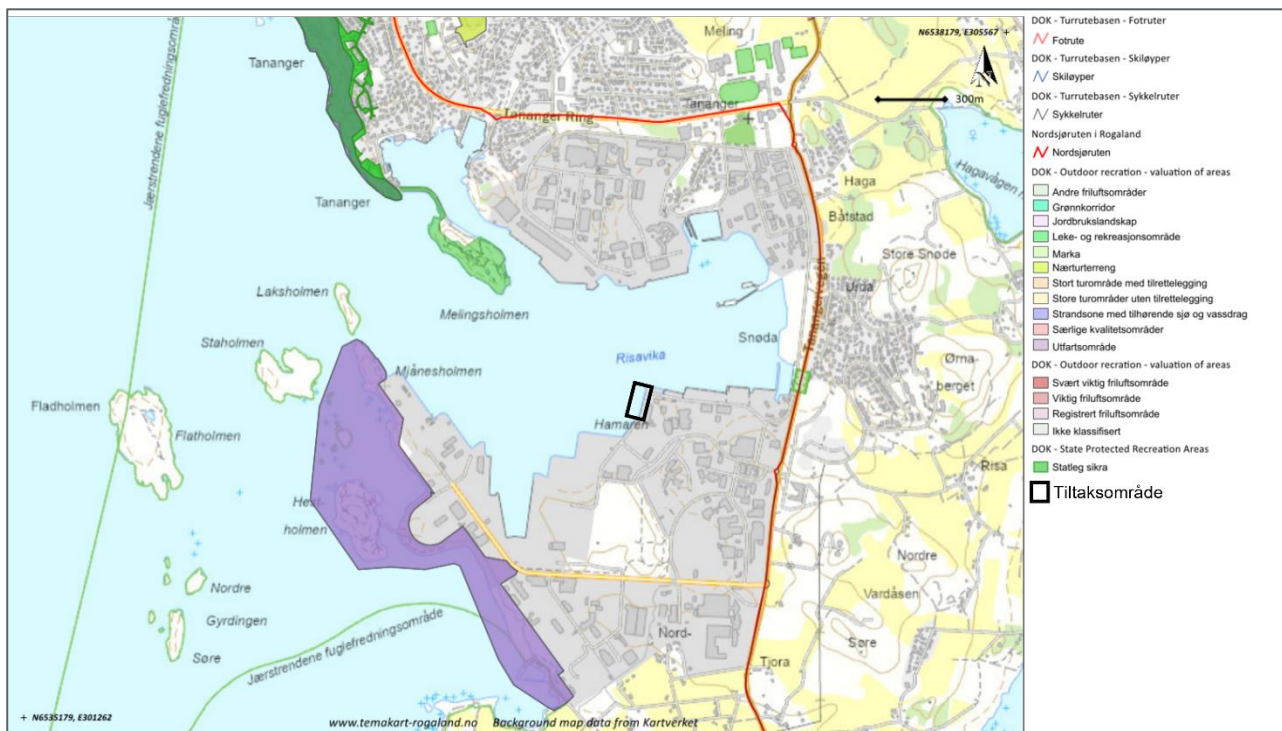 Meling
N6538179, E305567 +
Tananger
300m
Tananger
Tananger Ring
Jærstrendene fuglefredningsområde
Hagavågen
Haga
Tananger
Båtstad
Store Snøde
Tanangervegen
Urda
Laksholmen
Melingsholmen
Snøda
Risavika
Staholmen
Ørna-
berget
Mjånesholmen
Fladholmen
Hamaren
Flatholmen
Risa
Hest-
holmen
Nordre
Nordre
Vardåsen
Gyrdingen
Jærstrendene fuglefredningsområde
Nord-
Søre
Søre
Tjora
+ N6535179, E301262
www.temakart-rogaland.no Background map data from Kartverket
DOK - Turrutebasen - Fotruter
Fotrute
DOK - Turrutebasen - Skiløyper
Skiløyper
DOK - Turrutebasen - Sykkelruter
Sykkelruter
Nordsjøruten i Rogaland
Nordsjøruten
DOK - Outdoor recration - valuation of areas
Andre friluftsområder
Grønnkorridor
Jordbrukslandskap
Leke- og rekreasjonsområde
Marka
Nærturterreng
Stort turområde med tilrettelegging
Store turområder uten tilrettelegging
Strandsone med tilhørende sjø og vassdrag
Særlige kvalitetsområder
Utfartsområde
DOK - Outdoor recration - valuation of areas
Svært viktig friluftsområde
Viktig friluftsområde
Registrert friluftsområde
Ikke klassifisert
DOK - State Protected Recreation Areas
Statleg sikra
Tiltaksområde